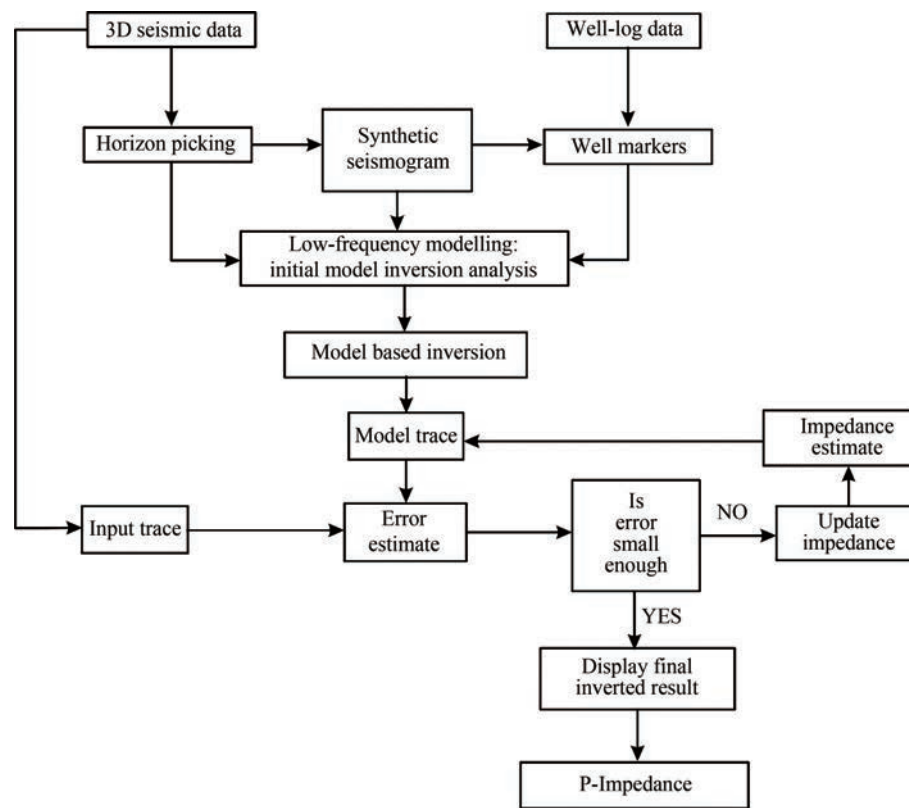 3D seismic data
Well-log data
Horizon picking
Synthetic
seismogram
Well markers
Low-frequency modelling:
initial model inversion analysis
Model based inversion
Model trace
Impedance
estimate
Input trace
Error
estimate
Is
error
small
enough
NO
Update
impedance
YES
Display final
inverted result
P-Impedance